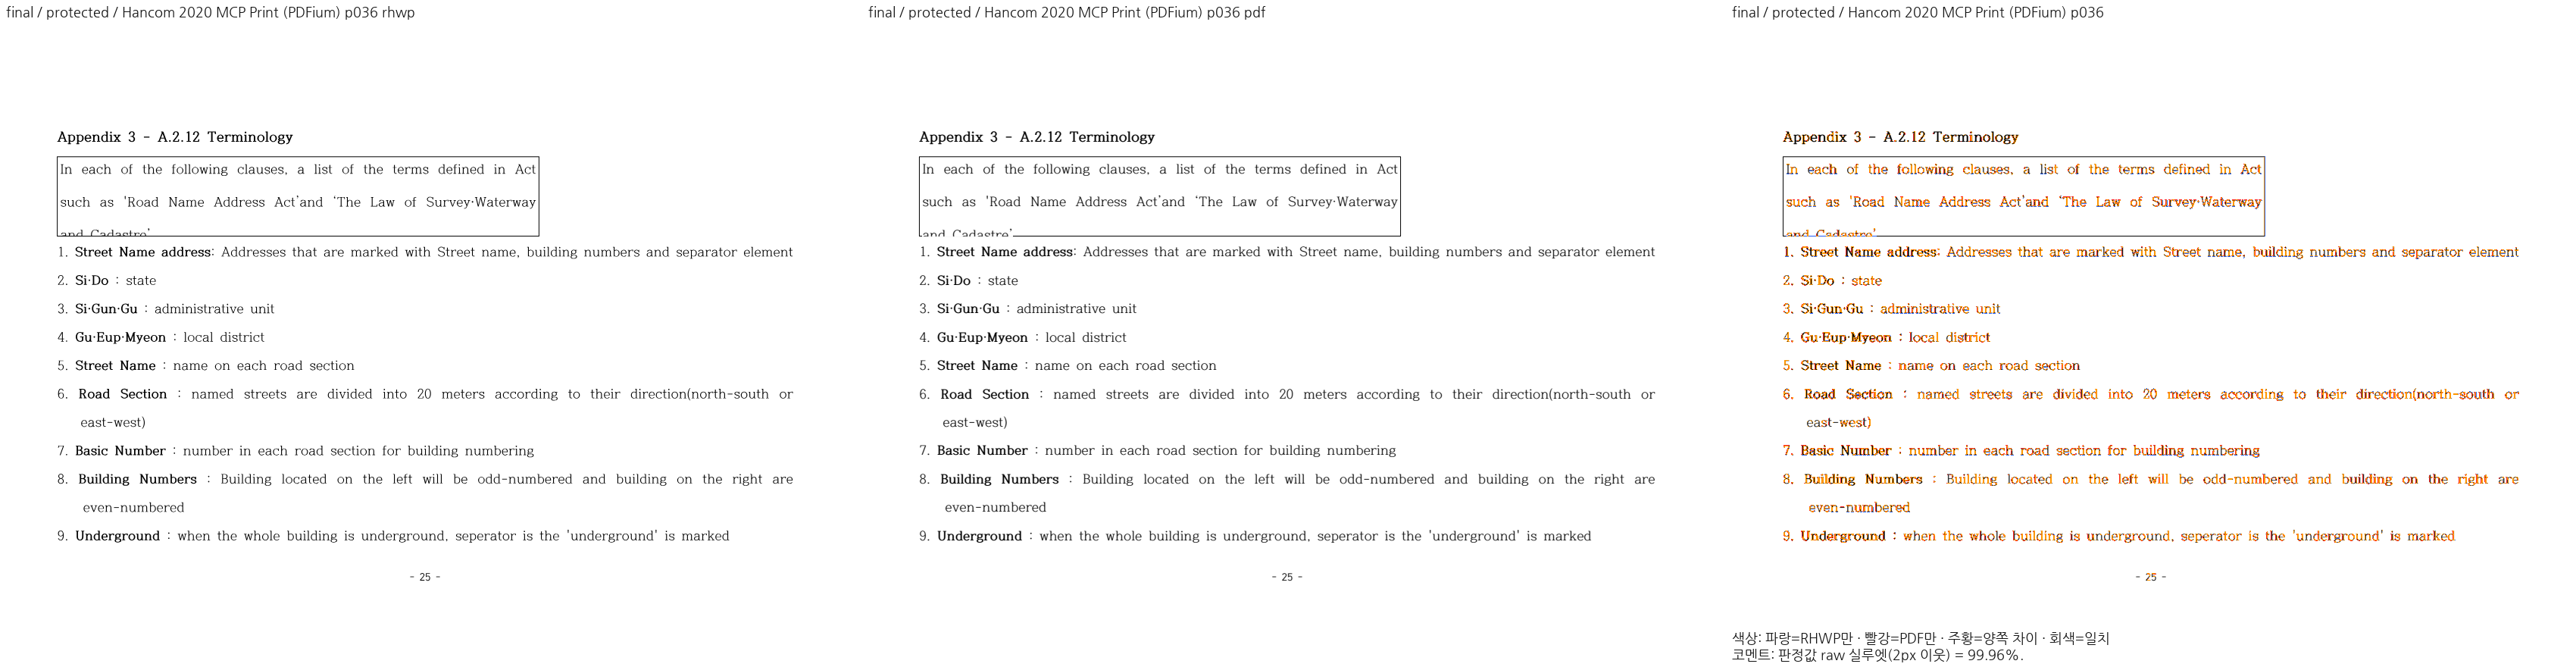 final / protected / Hancom 2020 MCP Print (PDFium) p036 rhwp
Appendix 3 - A.2.12 Terminology
In each of the following clauses, a list of the terms defined in Act
such as 'Road Name Address Act'and 'The Law of Survey·Waterway
and Cadastre'
1. Street Name address: Addresses that are marked with Street name, building numbers and separator element
2. Si·Do : state
3. Si·Gun·Gu : administrative unit
4. Gu·Eup·Myeon : local district
5. Street Name : name on each road section
6. Road Section : named streets are divided into 20 meters according to their direction(north-south or
east-west)
7. Basic Number : number in each road section for building numbering
8. Building Numbers : Building located on the left will be odd-numbered and building on the right are
even-numbered
9. Underground : when the whole building is underground, seperator is the 'underground' is marked
- 25 -
final / protected / Hancom 2020 MCP Print (PDFium) p036 pdf
Appendix 3 - A.2.12 Terminology
In each of the following clauses, a list of the terms defined in Act
such as 'Road Name Address Act'and 'The Law of Survey·Waterway
and Cadastre'
1. Street Name address: Addresses that are marked with Street name, building numbers and separator element
2. Si·Do : state
3. Si·Gun·Gu : administrative unit
4. Gu·Eup·Myeon : local district
5. Street Name : name on each road section
6. Road Section : named streets are divided into 20 meters according to their direction(north-south or
east-west)
7. Basic Number : number in each road section for building numbering
8. Building Numbers : Building located on the left will be odd-numbered and building on the right are
even-numbered
9. Underground : when the whole building is underground, seperator is the 'underground' is marked
- 25 -
final / protected / Hancom 2020 MCP Print (PDFium) p036
Appendix 3 - A.2.12 Terminology
In each of the following clauses, a list of the terms defined in Act
such as 'Road Name Address Act'and 'The Law of Survey·Waterway
and Cadastre'
1. Street Name address: Addresses that are marked with Street name, building numbers and separator element
2. Si·Do : state
3. Si·Gun·Gu : administrative unit
4. Gu·Eup·Myeon : local district
5. Street Name : name on each road section
6. Road Section : named streets are divided into 20 meters according to their direction(north-south or
east-west)
7. Basic Number : number in each road section for building numbering
8. Building Numbers : Building located on the left will be odd-numbered and building on the right are
even-numbered
9. Underground : when the whole building is underground, seperator is the 'underground' is marked
- 25 -
색상: 파랑=RHWP만 · 빨강=PDF만 · 주황=양쪽 차이 · 회색=일치
코멘트: 판정값 raw 실루엣(2px 이웃) = 99.96%.